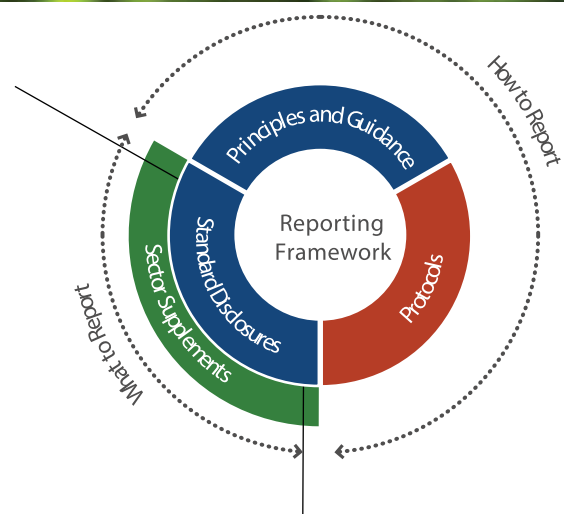 How to Report
Principles and Guidance
Reporting
Framework
Standard Disclosures
Protocols
Sector Supplements
What to Report